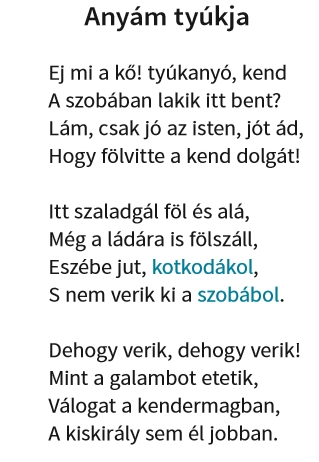 Anyám tyúkja
Ej mi a kő! tyúkanyó, kend
A szobában lakik itt bent?
Lám, csak jó az isten, jót ád,
Hogy fölvitte a kend dolgát!
Itt szaladgál föl és alá,
Még a ládára is fölszáll,
Eszébe jut, kotkodákol,
S nem verik ki a szobábol.
Dehogy verik, dehogy verik!
Mint a galambot etetik,
Válogat a kendermagban,
A kiskirály sem él jobban.